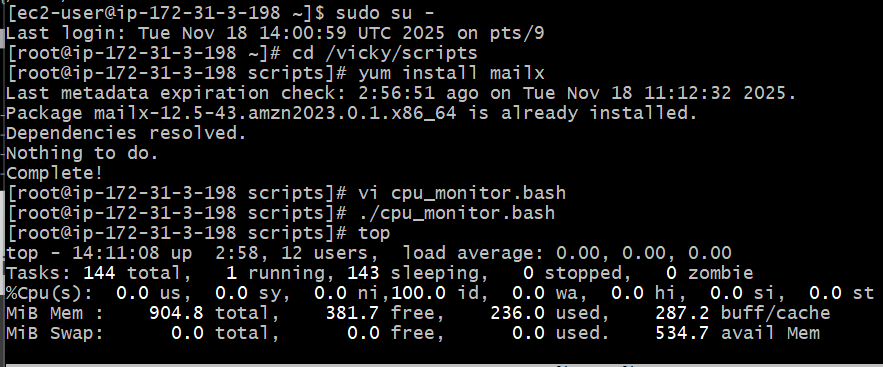 [ec2-user@ip-172-31-3-198 ~]$ sudo su -
Last login: Tue Nov 18 14:00:59 UTC 2025 on pts/9
[root@ip-172-31-3-198 ~]# cd /vicky/scripts
[root@ip-172-31-3-198 scripts]# yum install mailx
Last metadata expiration check: 2:56:51 ago on Tue Nov 18 11:12:32 2025.
Package mailx-12.5-43.amzn2023.0.1.x86_64 is already installed.
Dependencies resolved.
Nothing to do.
Complete!
[root@ip-172-31-3-198 scripts]# vi cpu_monitor.bash
[root@ip-172-31-3-198 scripts]# ./cpu_monitor.bash
[root@ip-172-31-3-198 scripts]# top
top - 14:11:08 up  2:58, 12 users,  load average: 0.00, 0.00, 0.00
Tasks: 144 total,   1 running, 143 sleeping,   0 stopped,   0 zombie
%Cpu(s):  0.0 us,  0.0 sy,  0.0 ni,100.0 id,  0.0 wa,  0.0 hi,  0.0 si,  0.0 st
MiB Mem :    904.8 total,    381.7 free,    236.0 used,    287.2 buff/cache
MiB Swap:      0.0 total,      0.0 free,      0.0 used.    534.7 avail Mem